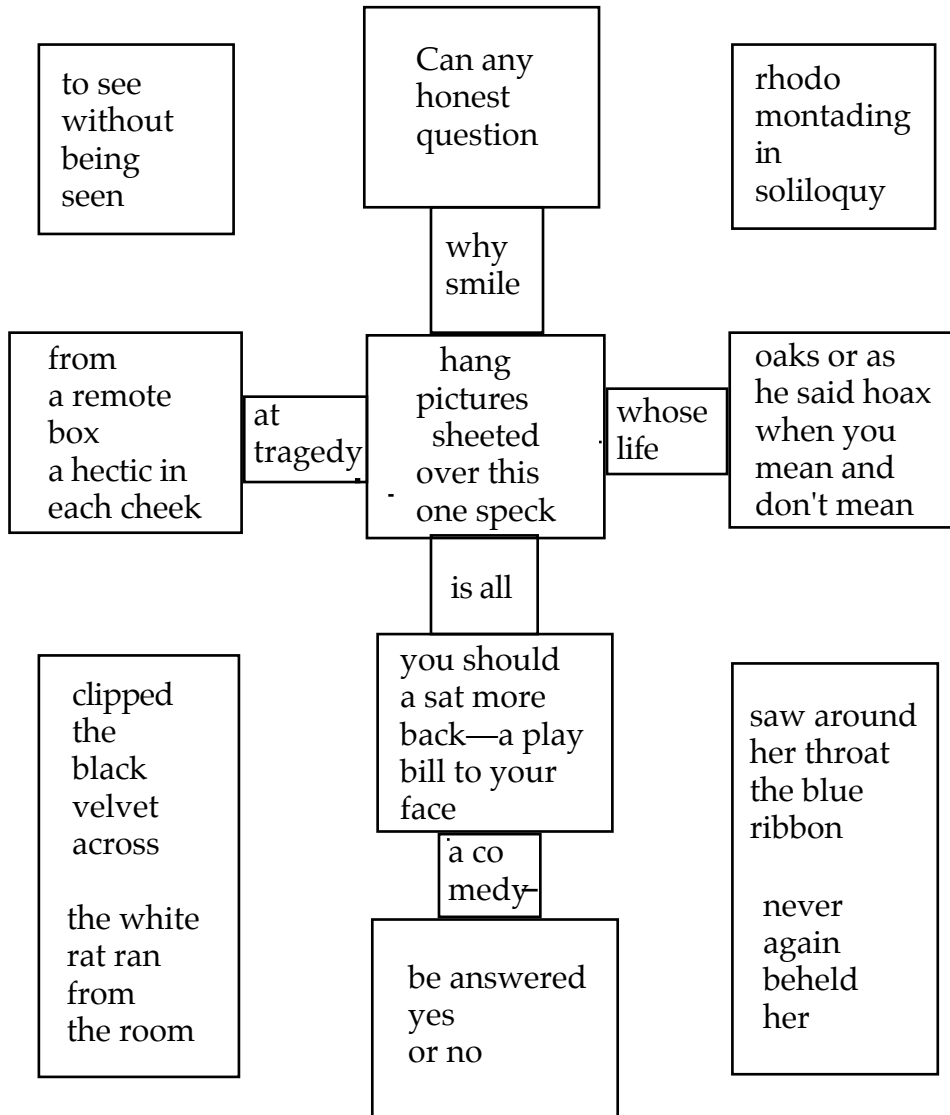 to see
without
being
seen
Can any
honest
question
rhodo
montading
in
soliloquy
why
smile
from
a remote
box
a hectic in
each cheek
at
tragedy
hang
pictures
sheeted
over this
one speck
whose
life
oaks or as
he said hoax
when you
mean and
don't mean
is all
clipped
the
black
velvet
across
the white
rat ran
from
the room
you should
a sat more
back—a play
bill to your
face
saw around
her throat
the blue
ribbon
never
again
beheld
her
a co
medy–
be answered
yes
or no